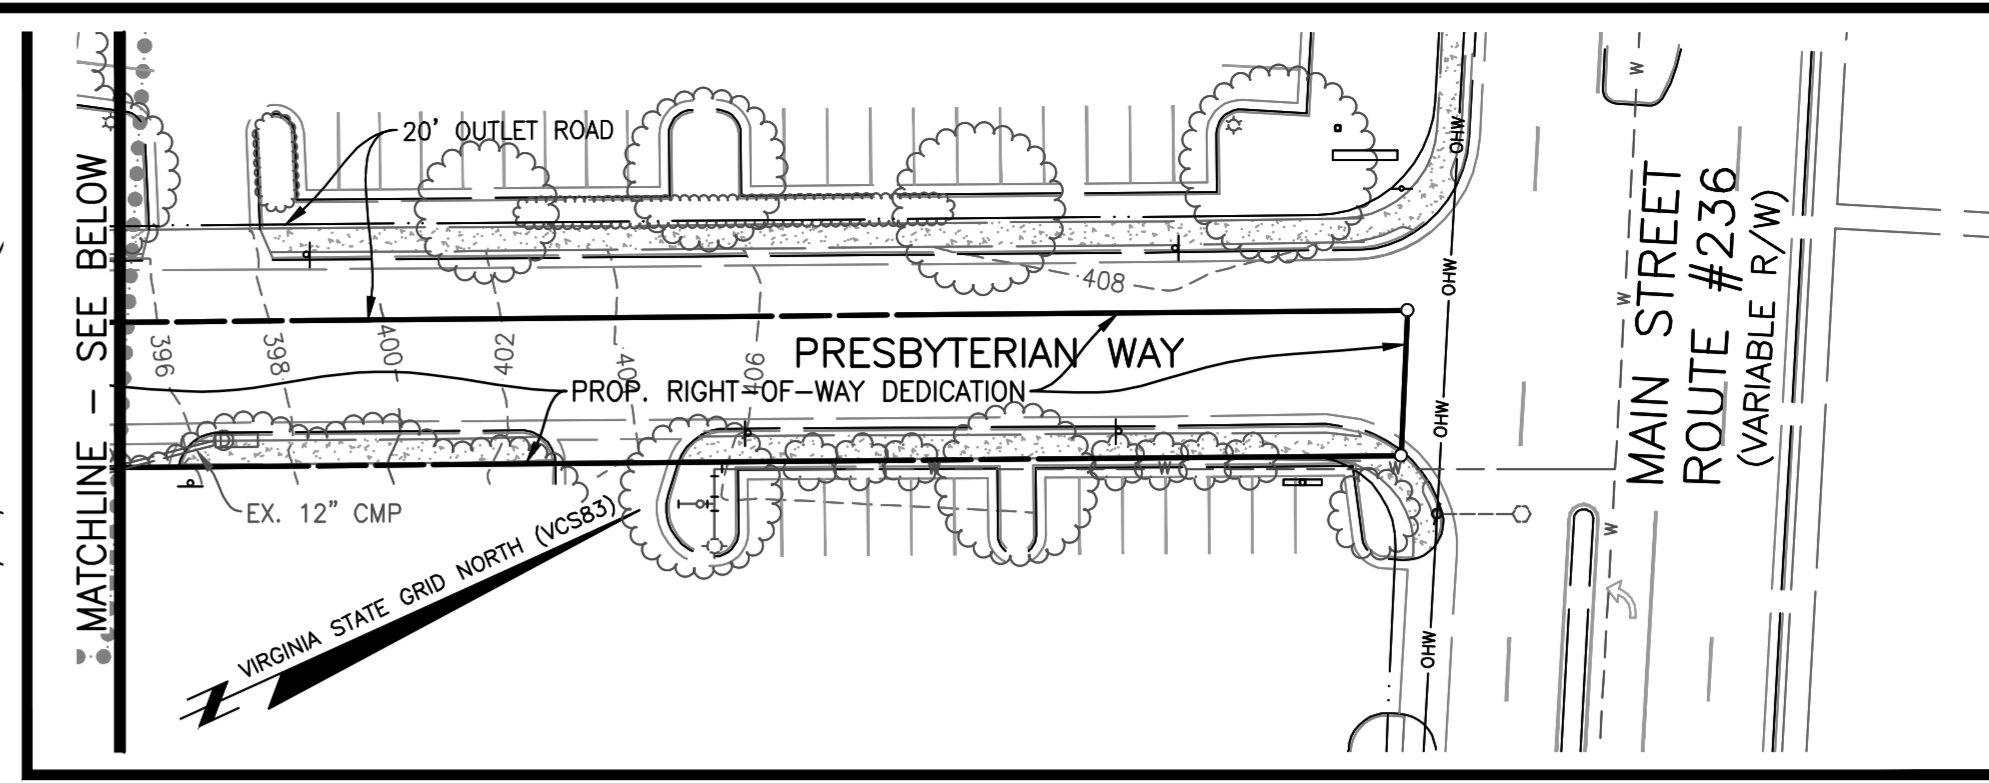 20' OUTLET ROAD
MATCHLINE – SEE BELOW
408
396
398
400
402
404
406
PRESBYTERIAN WAY
PROP. RIGHT-OF-WAY DEDICATION
EX. 12" CMP
VIRGINIA STATE GRID NORTH (VCS83)
OHW
OHW
OHW
OHW
W
W
W
W
W
W
MAIN STREET
ROUTE #236
(VARIABLE R/W)
N